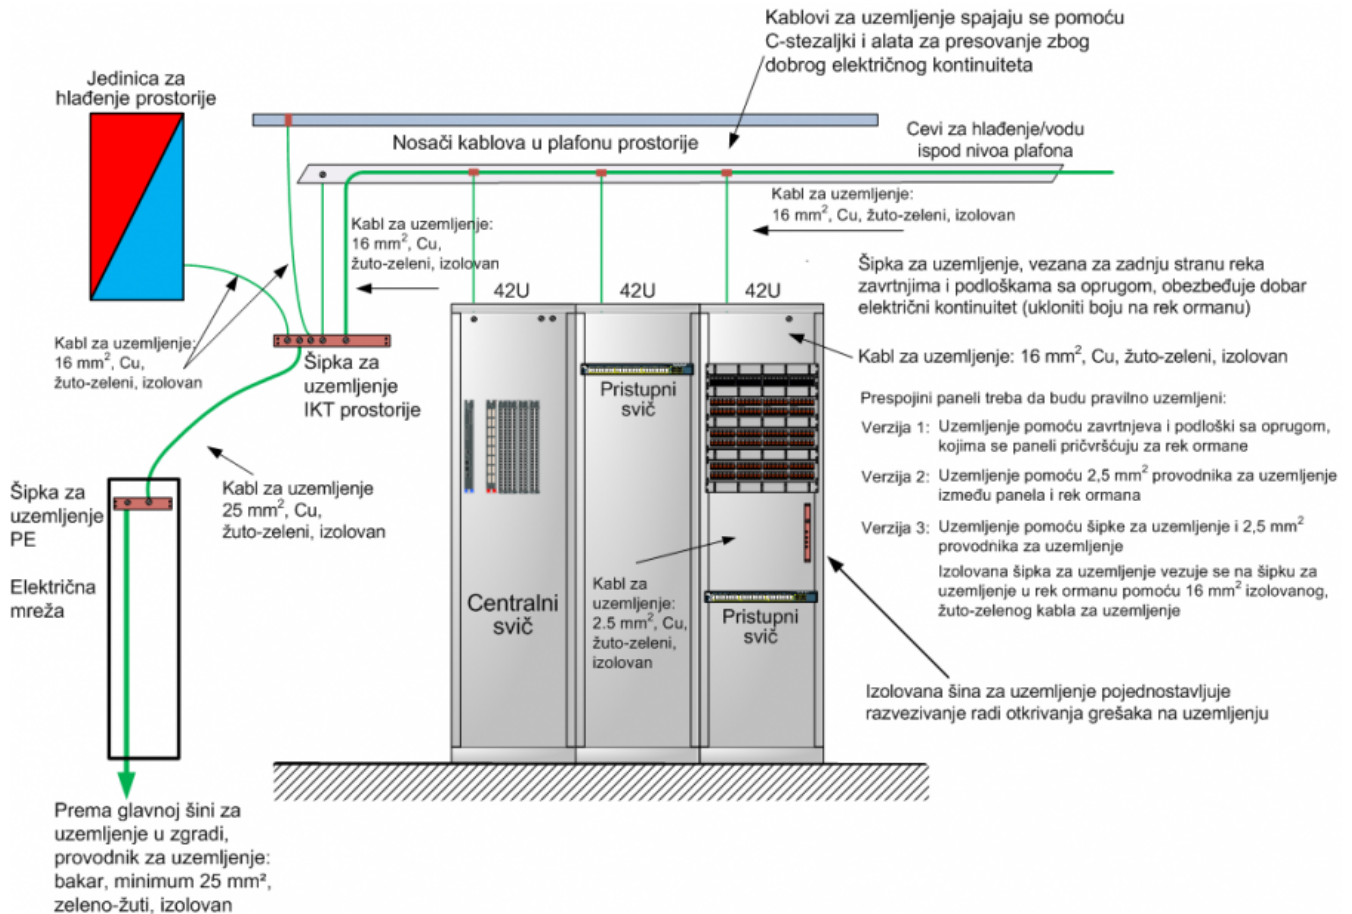 Kablovi za uzemljenje spajaju se pomoću
C-stezaljki i alata za presovanje zbog
dobrog električnog kontinuiteta
Jedinica za
hlađenje prostorije
Nosači kablova u plafonu prostorije
Cevi za hlađenje/vodu
ispod nivoa plafona
Kabl za uzemljenje:
16 mm², Cu, žuto-zeleni, izolovan
Kabl za uzemljenje:
16 mm², Cu,
žuto-zeleni, izolovan
Šipka za uzemljenje, vezana za zadnju stranu reka
zavrtnjima i podloškama sa oprugom, obezbeđuje dobar
električni kontinuitet (ukloniti boju na rek ormanu)
42U
42U
42U
Kabl za uzemljenje:
16 mm², Cu,
žuto-zeleni, izolovan
Šipka za
uzemljenje
IKT prostorije
Kabl za uzemljenje: 16 mm², Cu, žuto-zeleni, izolovan
Pristupni
svič
Prespojini paneli treba da budu pravilno uzemljeni:
Verzija 1: Uzemljenje pomoću zavrtnjeva i podloški sa oprugom,
kojima se paneli pričvršćuju za rek ormane
Verzija 2: Uzemljenje pomoću 2,5 mm² provodnika za uzemljenje
između panela i rek ormana
Verzija 3: Uzemljenje pomoću šipke za uzemljenje i 2,5 mm²
provodnika za uzemljenje
Izolovana šipka za uzemljenje vezuje se na šipku za
uzemljenje u rek ormanu pomoću 16 mm² izolovanog,
žuto-zelenog kabla za uzemljenje
Šipka za
uzemljenje
PE
Električna
mreža
Kabl za uzemljenje
25 mm², Cu,
žuto-zeleni, izolovan
Centralni
svič
Kabl za
uzemljenje:
2.5 mm², Cu,
žuto-zeleni,
izolovan
Pristupni
svič
Izolovana šina za uzemljenje pojednostavljuje
razvezivanje radi otkrivanja grešaka na uzemljenju
Prema glavnoj šini za
uzemljenje u zgradi,
provodnik za uzemljenje:
bakar, minimum 25 mm²,
zeleno-žuti, izolovan